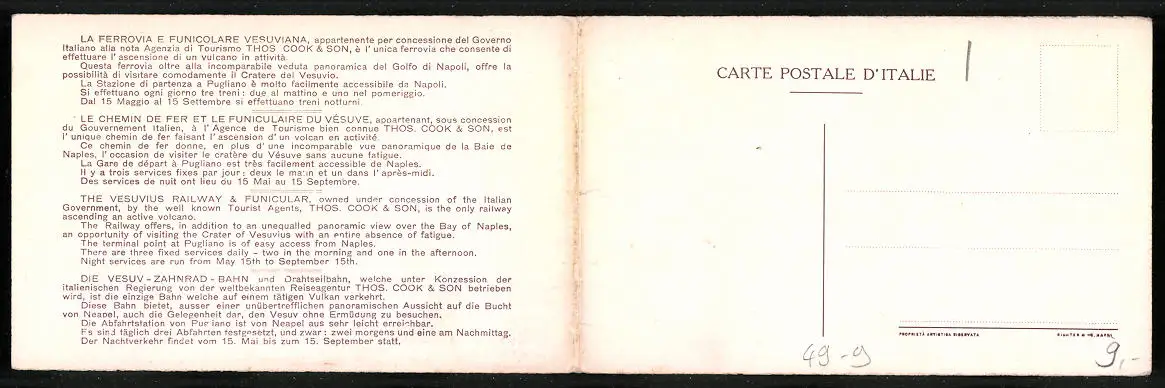 LA FERROVIA E FUNICOLARE VESUVIANA, appartenente per concessione del Governo
Italiano alla nota Agenzia di Tourismo THOS. COOK & SON, è l' unica ferrovia che consente di
effettuare l' ascensione di un vulcano in attività.
Questa ferrovia oltre alla incomparabile veduta panoramica del Golfo di Napoli, offre la
possibilità di visitare comodamente il Cratere del Vesuvio.
La Stazione di partenza a Pugliano è molto facilmente accessibile da Napoli.
Si effettuano ogni giorno tre treni: due al mattino e uno nel pomeriggio.
Dal 15 Maggio al 15 Settembre si effettuano treni notturni.
LE CHEMIN DE FER ET LE FUNICULAIRE DU VÉSUVE, appartenant, sous concession
du Gouvernement Italien, à l' Agence de Tourisme bien connue THOS. COOK & SON, est
l' unique chemin de fer faisant l' ascension d' un volcan en activité.
Ce chemin de fer donne, en plus d' une incomparable vue panoramique de la Baie de
Naples, l' occasion de visiter le cratère du Vésuve sans aucune fatigue.
La Gare de départ à Pugliano est très facilement accessible de Naples.
Il y a trois services fixes par jour: deux le matin et un dans l' après-midi.
Des services de nuit ont lieu du 15 Mai au 15 Septembre.
THE VESUVIUS RAILWAY & FUNICULAR, owned under concession of the Italian
Government, by the well known Tourist Agents, THOS. COOK & SON, is the only railway
ascending an active volcano.
The Railway offers, in addition to an unequalled panoramic view over the Bay of Naples,
an opportunity of visiting the Crater of Vesuvius with an entire absence of fatigue.
The terminal point at Pugliano is of easy access from Naples.
There are three fixed services daily - two in the morning and one in the afternoon.
Night services are run from May 15th to September 15th.
DIE VESUV - ZAHNRAD - BAHN und Drahtseilbahn, welche unter Konzession der
italienischen Regierung von der weltbekannten Reiseagentur THOS. COOK & SON betrieben
wird, ist die einzige Bahn welche auf einem tätigen Vulkan verkehrt.
Diese Bahn bietet, ausser einer unübertrefflichen panoramischen Aussicht auf die Bucht
von Neapel, auch die Gelegenheit dar, den Vesuv ohne Ermüdung zu besuchen.
Die Abfahrtstation von Pugliano ist von Neapel aus sehr leicht erreichbar.
Es sind täglich drei Abfahrten festgesetzt, und zwar: zwei morgens und eine am Nachmittag.
Der Nachtverkehr findet vom 15. Mai bis zum 15. September statt.
CARTE POSTALE D'ITALIE
PROPRIETÀ ARTISTICA RISERVATA
RICHTER & C. NAPOLI
49-9
9,-